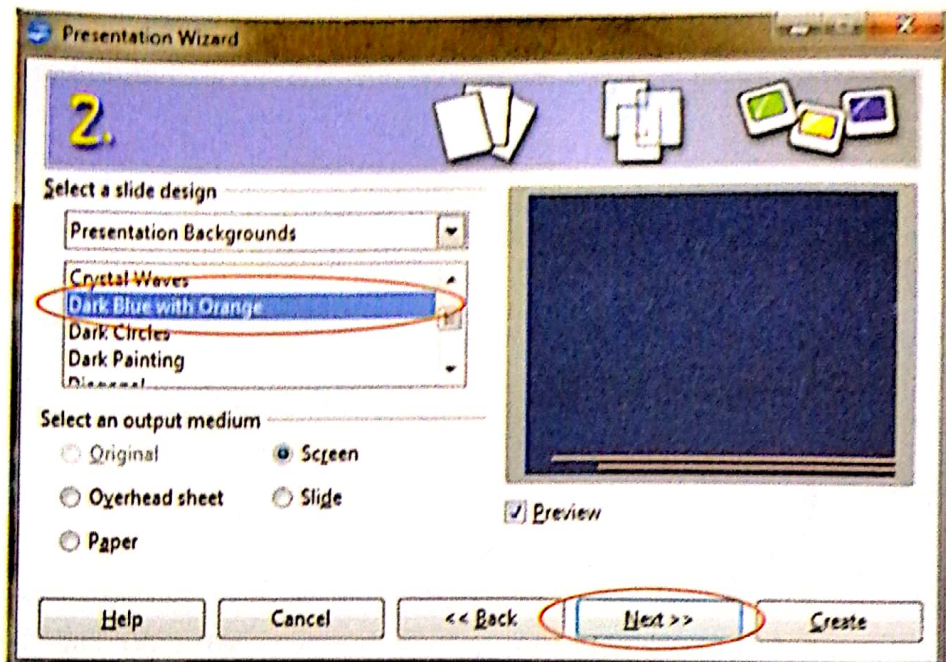 Presentation Wizard
2.
Select a slide design
Presentation Backgrounds
Crystal Waves
Dark Blue with Orange
Dark Circles
Dark Painting
Diagonal
Select an output medium
Original
Screen
Overhead sheet
Slide
Paper
Preview
Help
Cancel
<< Back
Next >>
Create